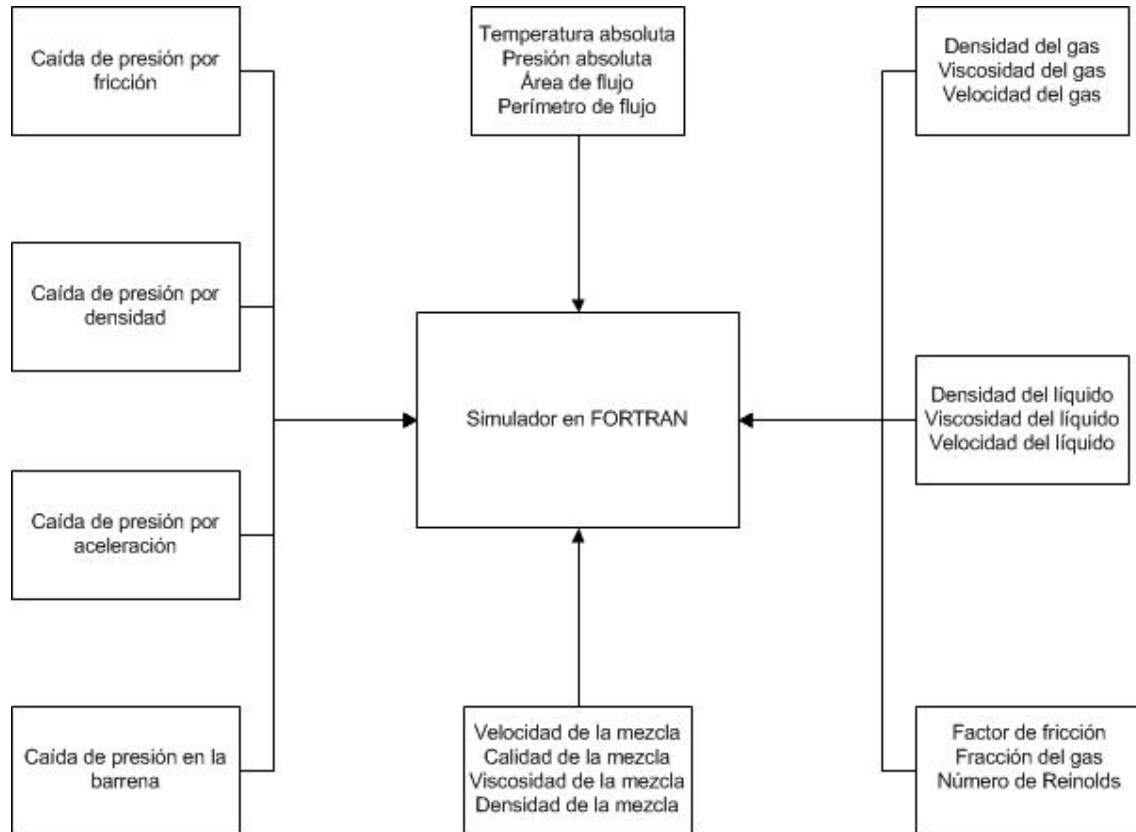 Caída de presión por
fricción
Temperatura absoluta
Presión absoluta
Área de flujo
Perímetro de flujo
Densidad del gas
Viscosidad del gas
Velocidad del gas
Caída de presión por
densidad
Simulador en FORTRAN
Densidad del líquido
Viscosidad del líquido
Velocidad del líquido
Caída de presión por
aceleración
Caída de presión en la
barrena
Velocidad de la mezcla
Calidad de la mezcla
Viscosidad de la mezcla
Densidad de la mezcla
Factor de fricción
Fracción del gas
Número de Reinolds